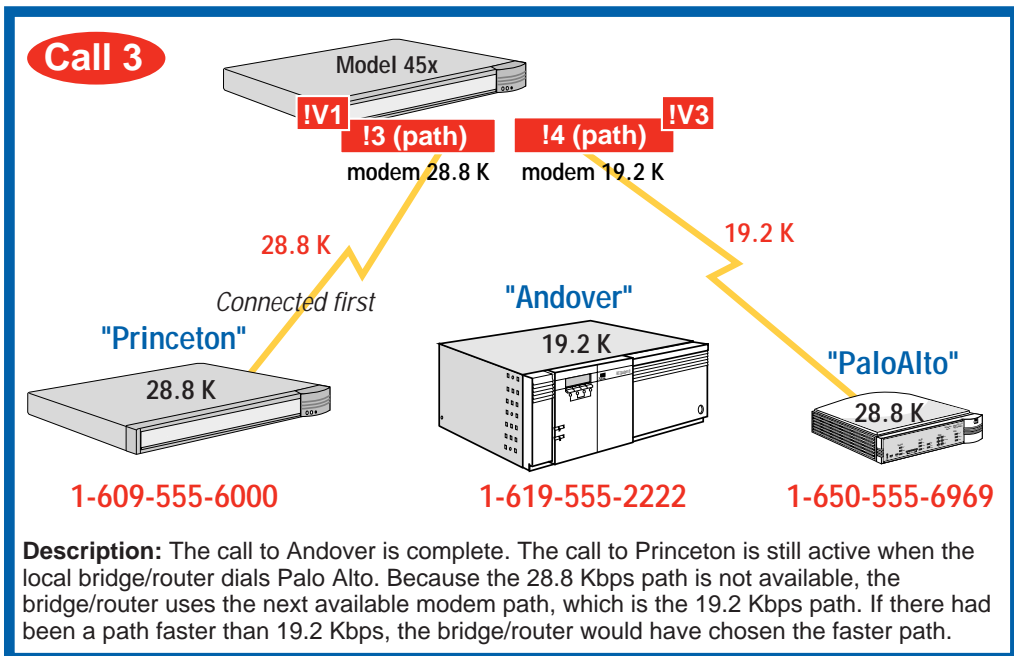 Call 3
Model 45x
!V1
!V3
!3 (path)
!4 (path)
modem 28.8 K
modem 19.2 K
28.8 K
19.2 K
Connected first
"Princeton"
"Andover"
"PaloAlto"
28.8 K
19.2 K
28.8 K
1-609-555-6000
1-619-555-2222
1-650-555-6969
Description: The call to Andover is complete. The call to Princeton is still active when the
local bridge/router dials Palo Alto. Because the 28.8 Kbps path is not available, the
bridge/router uses the next available modem path, which is the 19.2 Kbps path. If there had
been a path faster than 19.2 Kbps, the bridge/router would have chosen the faster path.